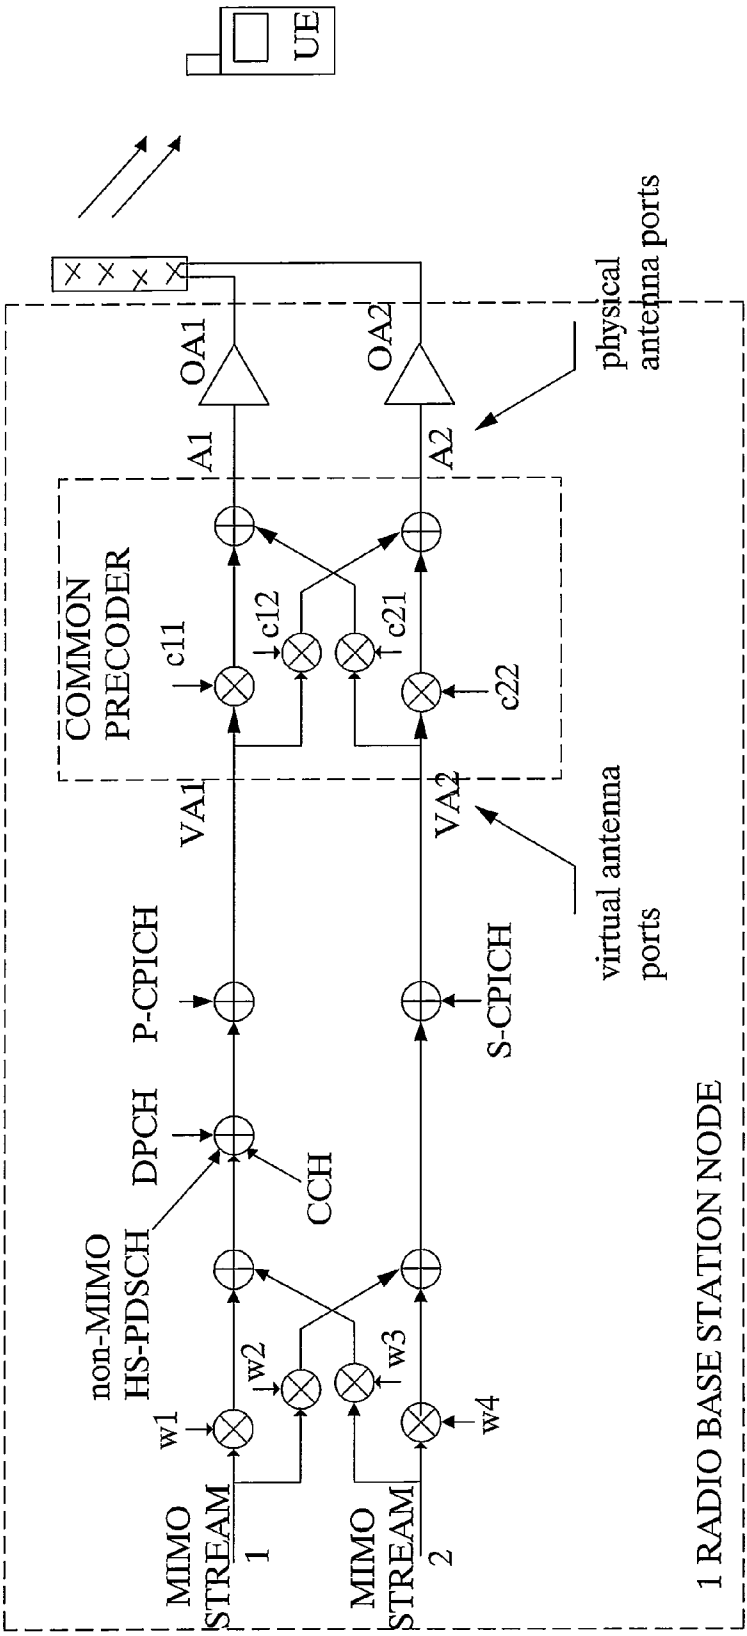 MIMO
STREAM
1
MIMO
STREAM
2
w1
w2
w3
w4
non-MIMO
HS-PDSCH
DPCH
CCH
P-CPICH
S-CPICH
VA1
VA2
virtual antenna
ports
COMMON
PRECODER
c11
c12
c21
c22
A1
A2
OA1
OA2
physical
antenna ports
UE
1 RADIO BASE STATION NODE